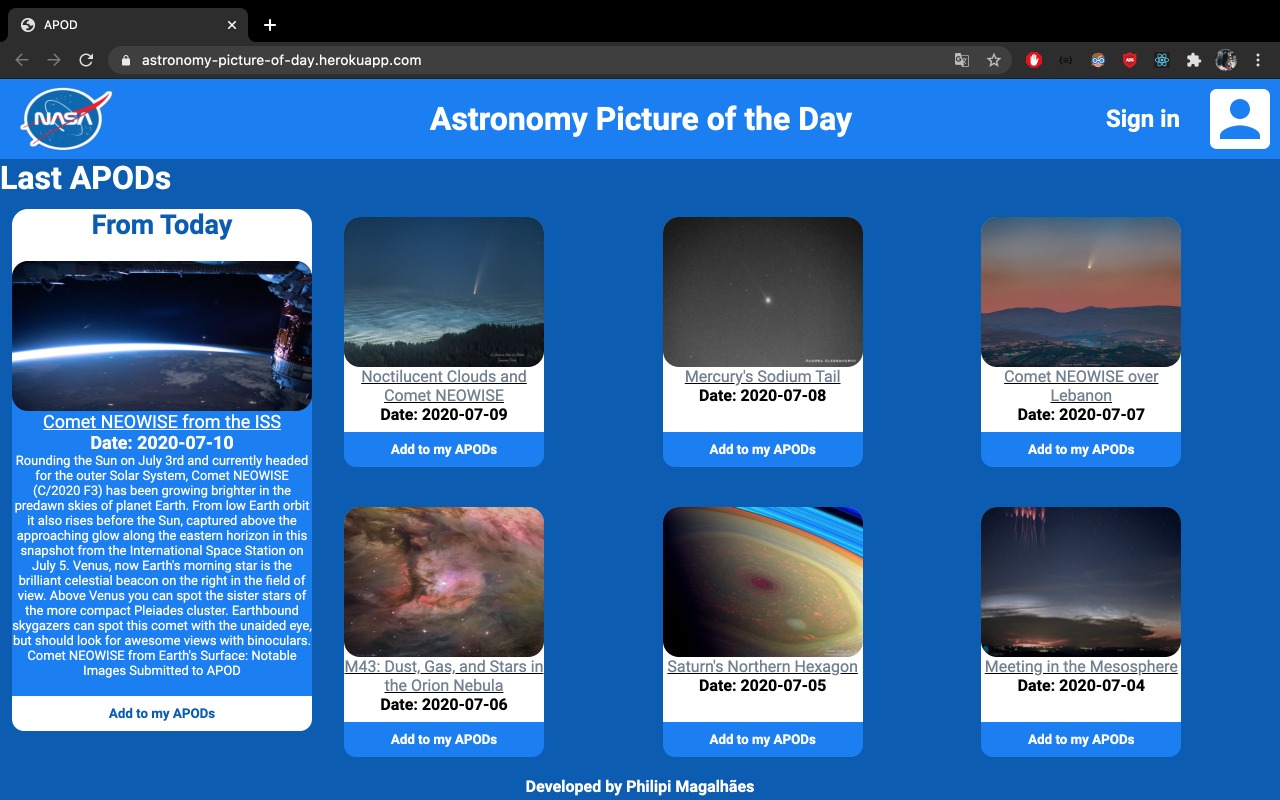 APOD
astronomy-picture-of-day.herokuapp.com
NASA
Astronomy Picture of the Day
Sign in
Last APODs
From Today
Comet NEOWISE from the ISS
Date: 2020-07-10
Rounding the Sun on July 3rd and currently headed
for the outer Solar System, Comet NEOWISE
(C/2020 F3) has been growing brighter in the
predawn skies of planet Earth. From low Earth orbit
it also rises before the Sun, captured above the
approaching glow along the eastern horizon in this
snapshot from the International Space Station on
July 5. Venus, now Earth's morning star is the
brilliant celestial beacon on the right in the field of
view. Above Venus you can spot the sister stars of
the more compact Pleiades cluster. Earthbound
skygazers can spot this comet with the unaided eye,
but should look for awesome views with binoculars.
Comet NEOWISE from Earth's Surface: Notable
Images Submitted to APOD
Add to my APODs
Noctilucent Clouds and
Comet NEOWISE
Date: 2020-07-09
Add to my APODs
Mercury's Sodium Tail
Date: 2020-07-08
Add to my APODs
Comet NEOWISE over
Lebanon
Date: 2020-07-07
Add to my APODs
M43: Dust, Gas, and Stars in
the Orion Nebula
Date: 2020-07-06
Add to my APODs
Saturn's Northern Hexagon
Date: 2020-07-05
Add to my APODs
Meeting in the Mesosphere
Date: 2020-07-04
Add to my APODs
Developed by Philipi Magalhães